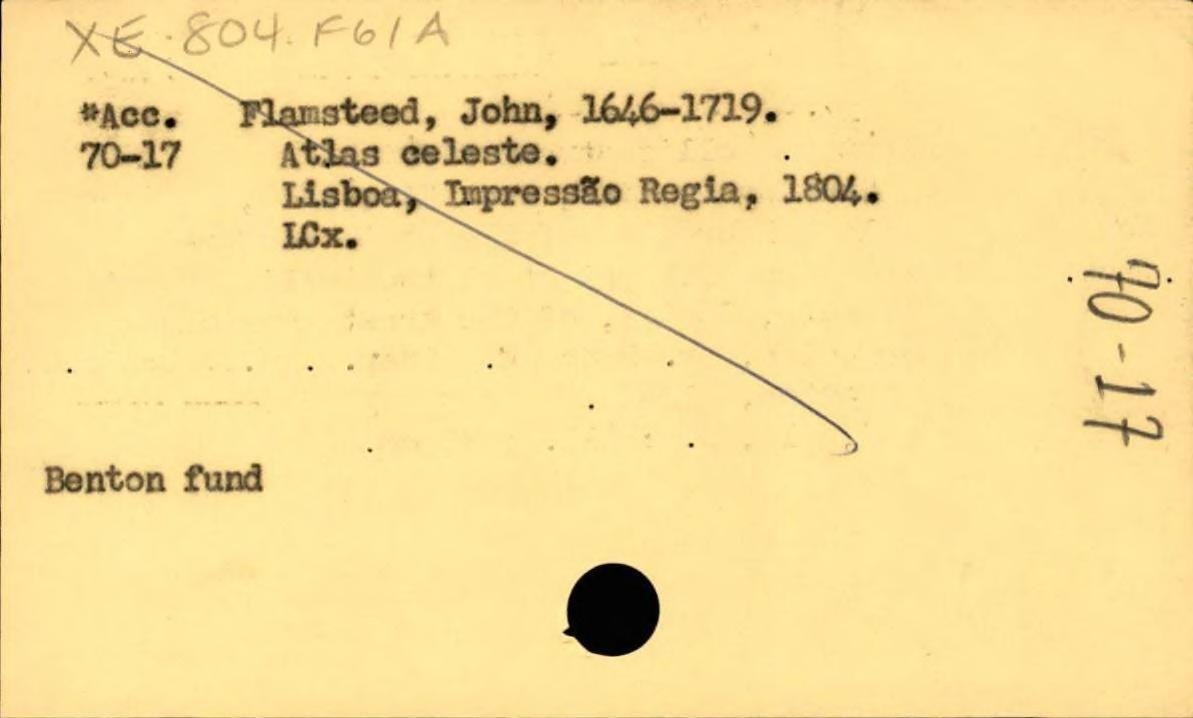 XE .804. F61A
*Acc. Flamsteed, John, 1646-1719.
70-17 Atlas celeste.
Lisboa, Impressão Regia, 1804.
LCx.
70-17
Benton fund